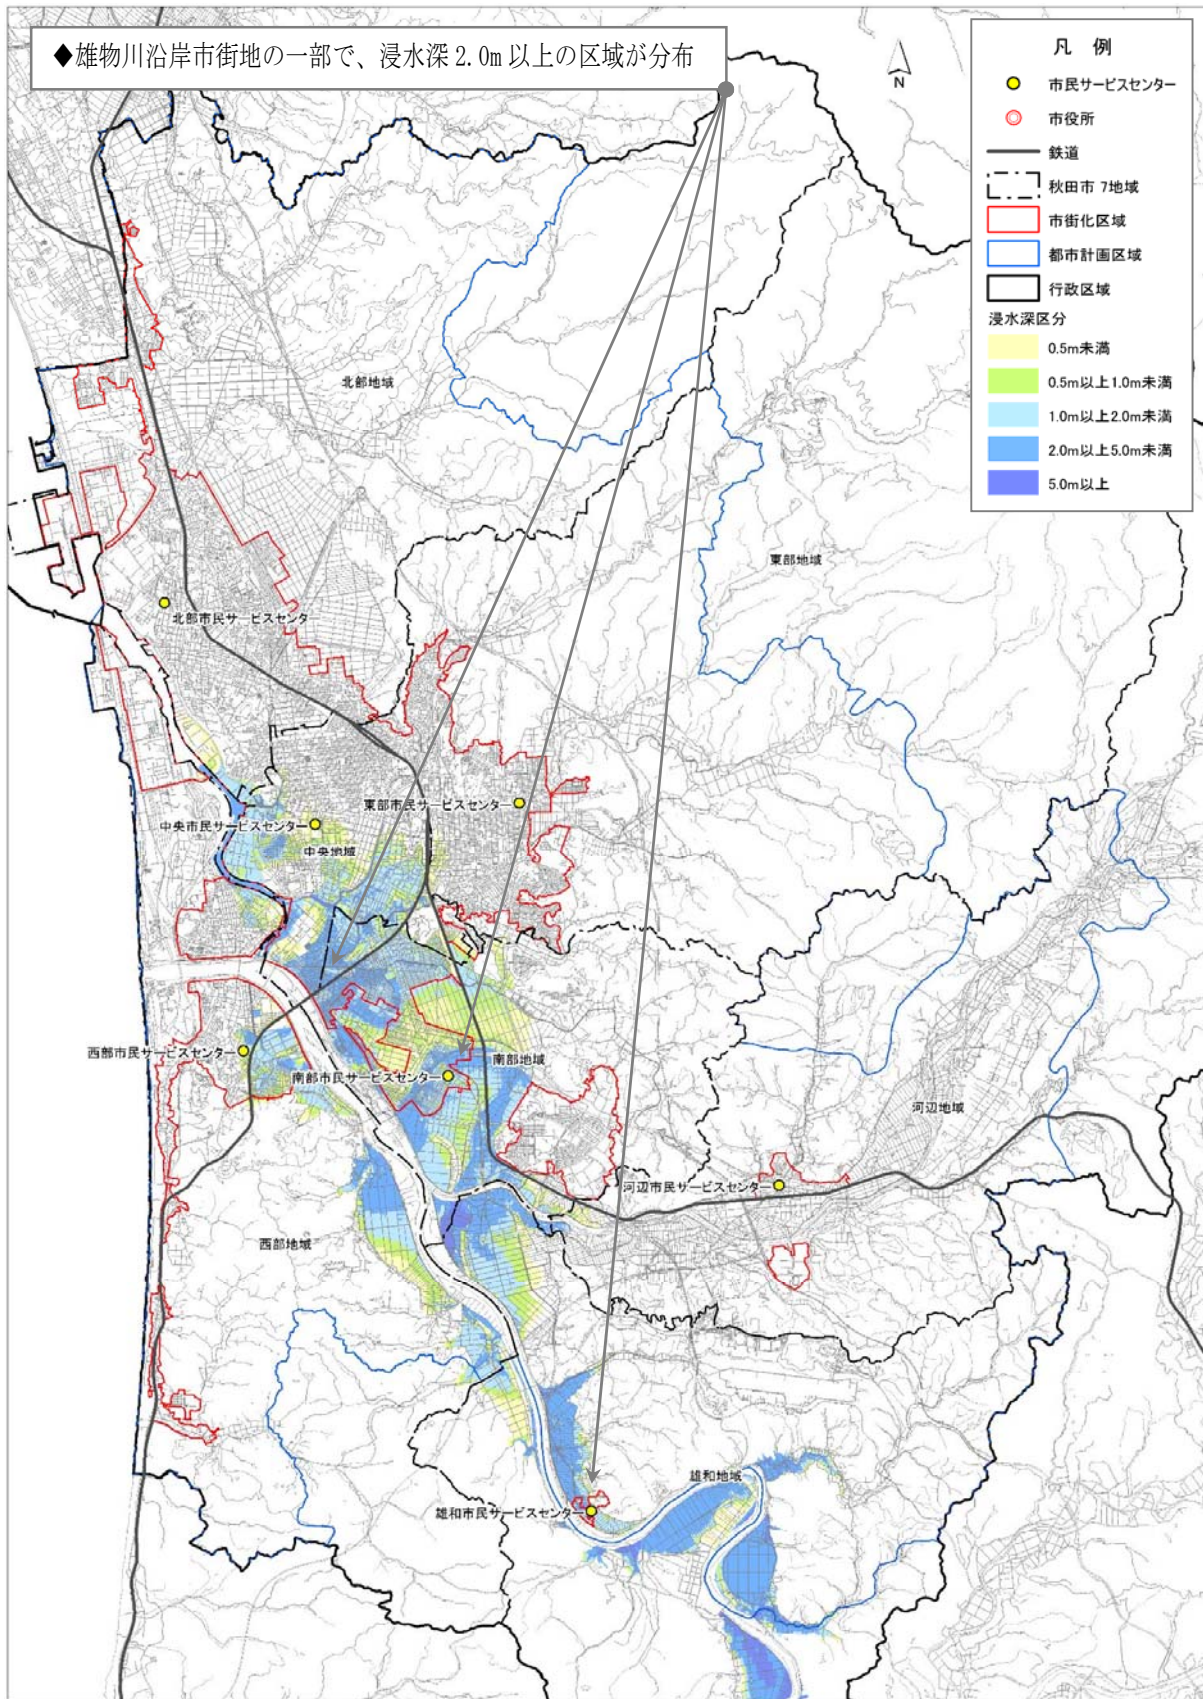 ◆雄物川沿岸市街地の一部で、浸水深 2.0m 以上の区域が分布
N
凡 例
市民サービスセンター
市役所
鉄道
秋田市 7地域
市街化区域
都市計画区域
行政区域
浸水深区分
0.5m未満
0.5m以上1.0m未満
1.0m以上2.0m未満
2.0m以上5.0m未満
5.0m以上
北部地域
東部地域
北部市民サービスセンター
東部市民サービスセンター
中央市民サービスセンター
中央地域
西部市民サービスセンター
南部地域
南部市民サービスセンター
河辺地域
河辺市民サービスセンター
西部地域
雄和地域
雄和市民サービスセンター